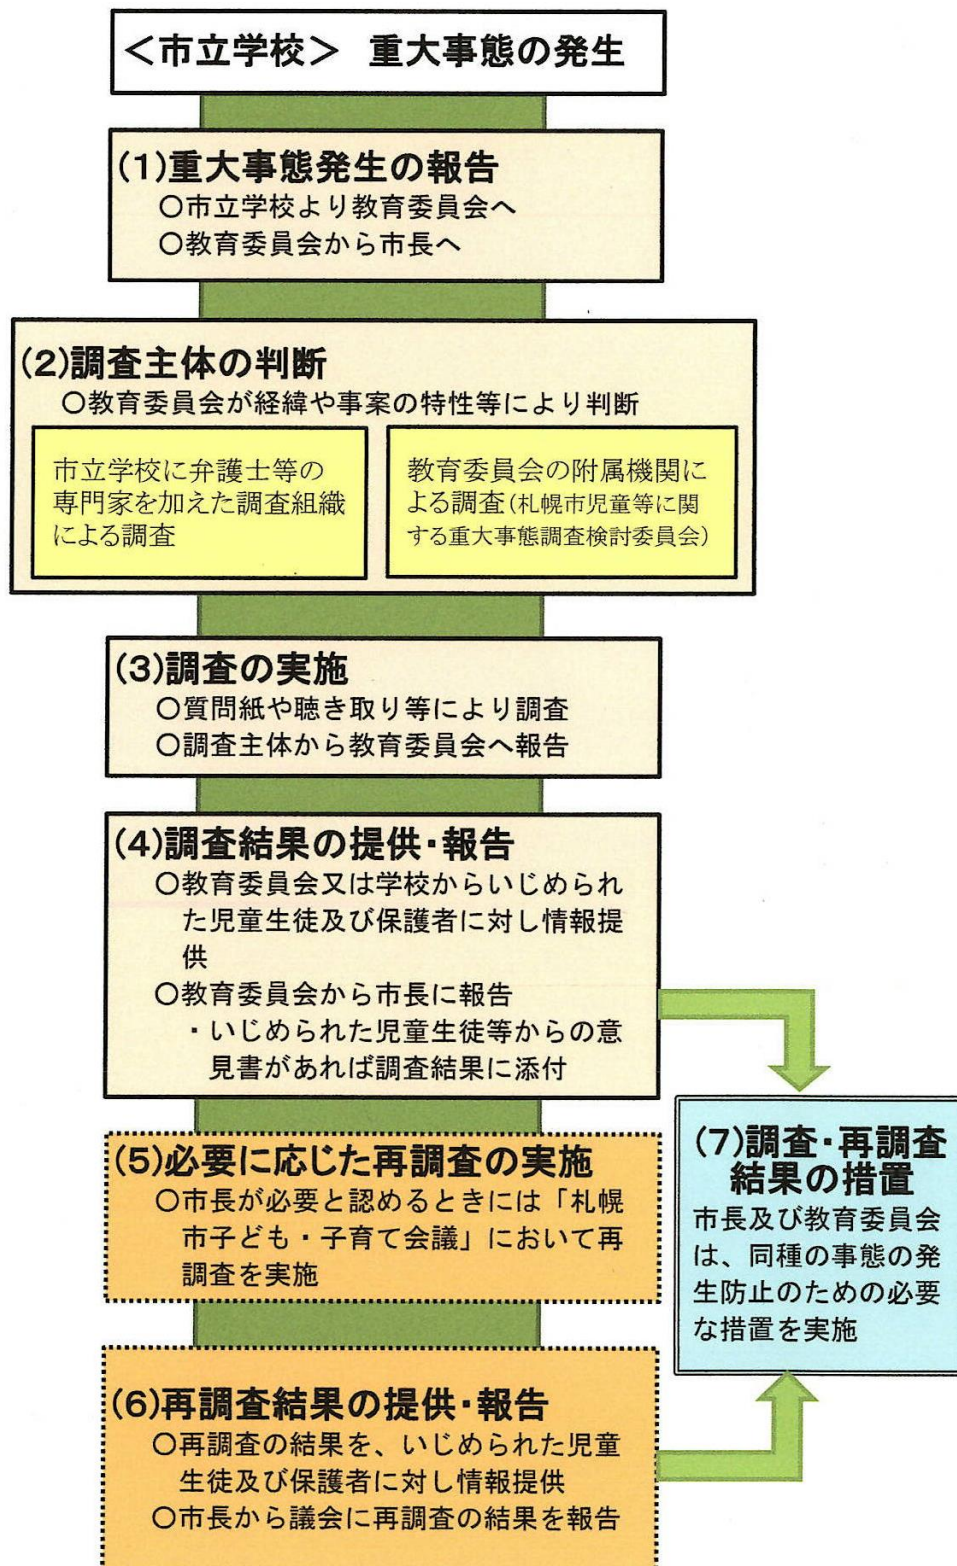 ＜市立学校＞ 重大事態の発生
(1)重大事態発生の報告
○市立学校より教育委員会へ
○教育委員会から市長へ
(2)調査主体の判断
○教育委員会が経緯や事案の特性等により判断
市立学校に弁護士等の
専門家を加えた調査組織
による調査
教育委員会の附属機関に
よる調査(札幌市児童等に関
する重大事態調査検討委員会)
(3)調査の実施
○質問紙や聴き取り等により調査
○調査主体から教育委員会へ報告
(4)調査結果の提供・報告
○教育委員会又は学校からいじめられ
た児童生徒及び保護者に対し情報提
供
○教育委員会から市長に報告
・いじめられた児童生徒等からの意
見書があれば調査結果に添付
(5)必要に応じた再調査の実施
○市長が必要と認めるときには「札幌
市子ども・子育て会議」において再
調査を実施
(6)再調査結果の提供・報告
○再調査の結果を、いじめられた児童
生徒及び保護者に対し情報提供
○市長から議会に再調査の結果を報告
(7)調査・再調査
結果の措置
市長及び教育委員会
は、同種の事態の発
生防止のための必要
な措置を実施